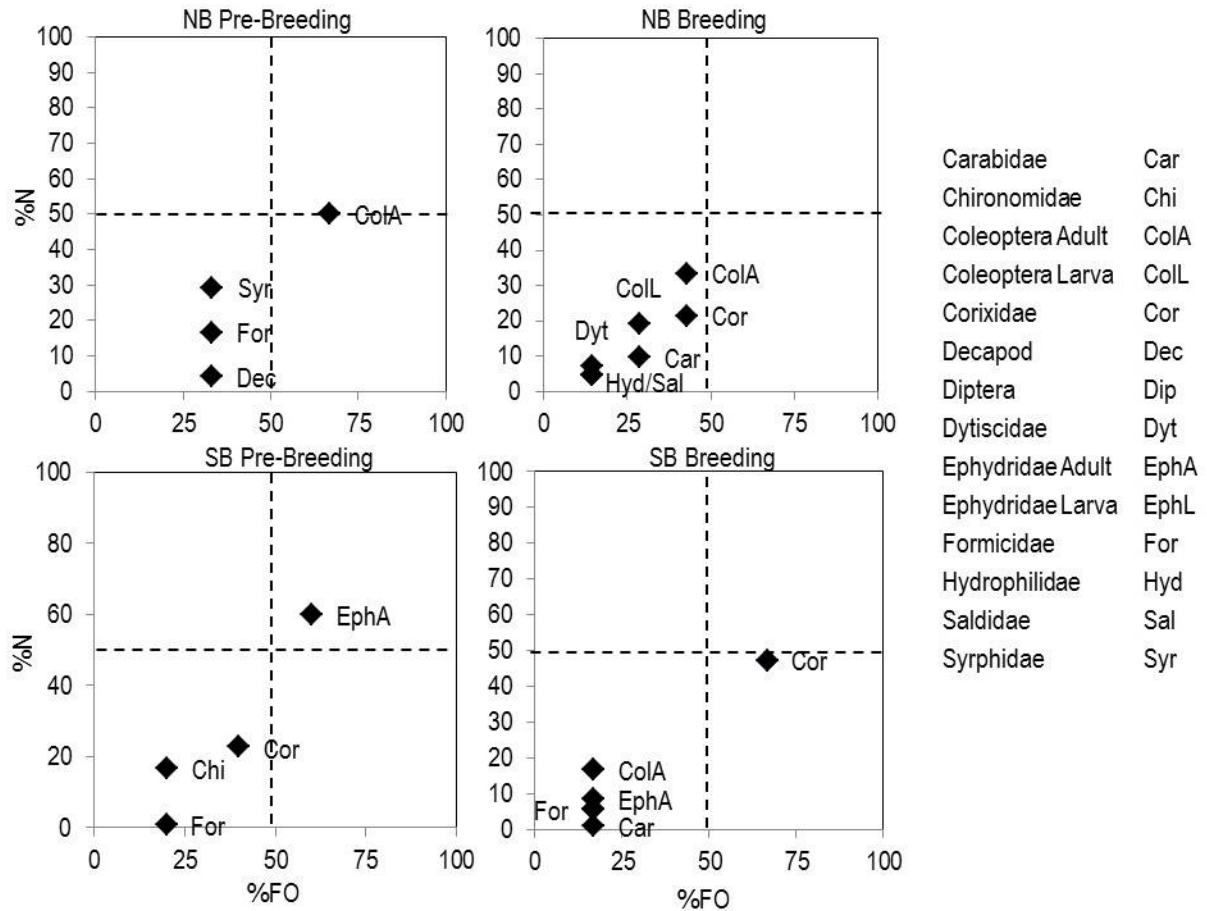 NB Pre-Breeding
100
90
80
70
60
50
40
30
20
10
0
%N
ColA
Syr
For
Dec
0 25 50 75 100
NB Breeding
100
90
80
70
60
50
40
30
20
10
0
ColL
ColA
Cor
Dyt
Car
Hyd/Sal
0 25 50 75 100
SB Pre-Breeding
100
80
60
40
20
0
%N
EphA
Cor
Chi
For
0 25 50 75 100
%FO
SB Breeding
100
90
80
70
60
50
40
30
20
10
0
Cor
ColA
EphA
For
Car
0 25 50 75 100
%FO
Carabidae Car
Chironomidae Chi
Coleoptera Adult ColA
Coleoptera Larva ColL
Corixidae Cor
Decapod Dec
Diptera Dip
Dytiscidae Dyt
Ephydridae Adult EphA
Ephydridae Larva EphL
Formicidae For
Hydrophilidae Hyd
Saldidae Sal
Syrphidae Syr